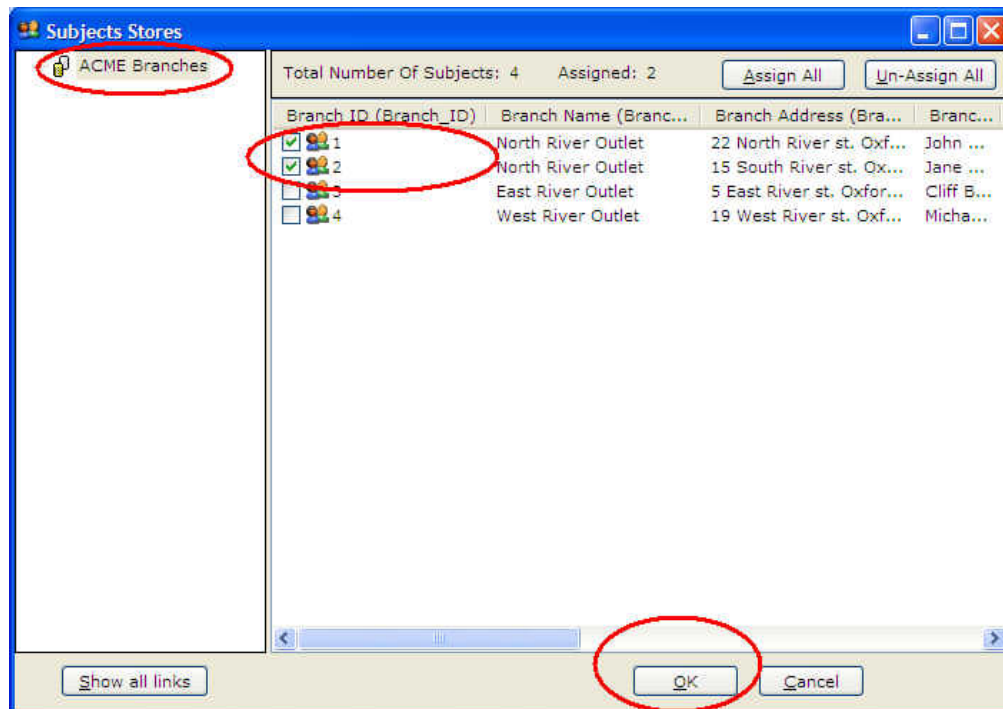 Subjects Stores
ACME Branches
Total Number Of Subjects: 4 Assigned: 2 Assign All Un-Assign All
Branch ID (Branch_ID) Branch Name (Branc... Branch Address (Bra... Branc...
1 North River Outlet 22 North River st. Oxf... John ...
2 North River Outlet 15 South River st. Ox... Jane ...
3 East River Outlet 5 East River st. Oxfor... Cliff B...
4 West River Outlet 19 West River st. Oxf... Micha...
Show all links OK Cancel